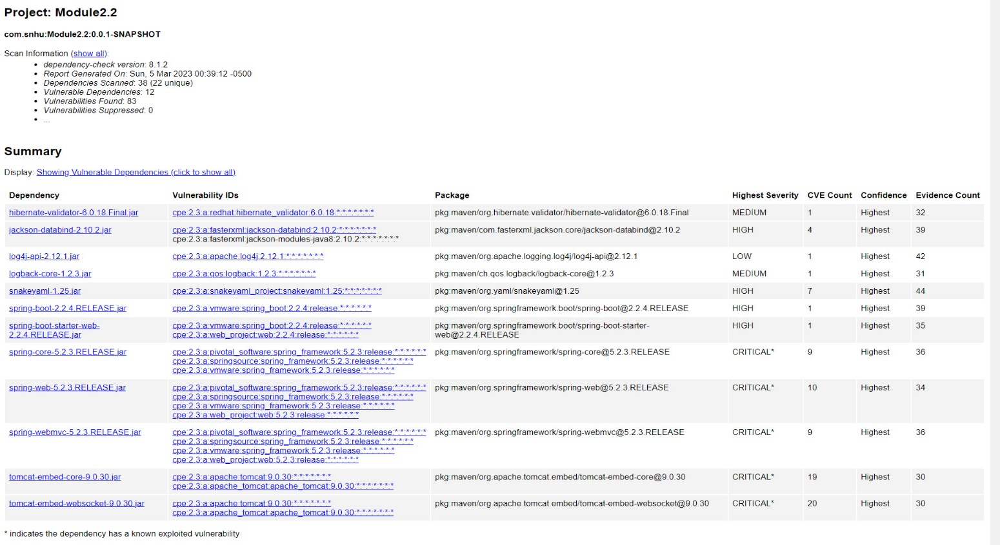 Project: Module2.2
com.snhu:Module2.2:0.0.1-SNAPSHOT
Scan Information (show all):
• dependency-check version: 8.1.2
• Report Generated On: Sun, 5 Mar 2023 00:39:12 -0500
• Dependencies Scanned: 38 (22 unique)
• Vulnerable Dependencies: 12
• Vulnerabilities Found: 83
• Vulnerabilities Suppressed: 0
• ...
Summary
Display: Showing Vulnerable Dependencies (click to show all)
Dependency Vulnerability IDs Package Highest Severity CVE Count Confidence Evidence Count
hibernate-validator-6.0.18.Final.jar cpe:2.3:a:redhat:hibernate_validator:6.0.18:*:*:*:*:*:*:* pkg:maven/org.hibernate.validator/hibernate-validator@6.0.18.Final MEDIUM 1 Highest 32
jackson-databind-2.10.2.jar cpe:2.3:a:fasterxml:jackson-databind:2.10.2:*:*:*:*:*:*:* pkg:maven/com.fasterxml.jackson.core/jackson-databind@2.10.2 HIGH 4 Highest 39
cpe:2.3:a:fasterxml:jackson-modules-java8:2.10.2:*:*:*:*:*:*:*
log4j-api-2.12.1.jar cpe:2.3:a:apache:log4j:2.12.1:*:*:*:*:*:*:* pkg:maven/org.apache.logging.log4j/log4j-api@2.12.1 LOW 1 Highest 42
logback-core-1.2.3.jar cpe:2.3:a:qos:logback:1.2.3:*:*:*:*:*:*:* pkg:maven/ch.qos.logback/logback-core@1.2.3 MEDIUM 1 Highest 31
snakeyaml-1.25.jar cpe:2.3:a:snakeyaml_project:snakeyaml:1.25:*:*:*:*:*:*:* pkg:maven/org.yaml/snakeyaml@1.25 HIGH 7 Highest 44
spring-boot-2.2.4.RELEASE.jar cpe:2.3:a:vmware:spring_boot:2.2.4:release:*:*:*:*:*:* pkg:maven/org.springframework.boot/spring-boot@2.2.4.RELEASE HIGH 1 Highest 39
spring-boot-starter-web- cpe:2.3:a:vmware:spring_boot:2.2.4:release:*:*:*:*:*:* pkg:maven/org.springframework.boot/spring-boot-starter- HIGH 1 Highest 35
2.2.4.RELEASE.jar cpe:2.3:a:web_project:web:2.2.4:release:*:*:*:*:*:* web@2.2.4.RELEASE
spring-core-5.2.3.RELEASE.jar cpe:2.3:a:pivotal_software:spring_framework:5.2.3:release:*:*:*:*:*:* pkg:maven/org.springframework/spring-core@5.2.3.RELEASE CRITICAL* 9 Highest 36
cpe:2.3:a:springsource:spring_framework:5.2.3:release:*:*:*:*:*:*
cpe:2.3:a:vmware:spring_framework:5.2.3:release:*:*:*:*:*:*
spring-web-5.2.3.RELEASE.jar cpe:2.3:a:pivotal_software:spring_framework:5.2.3:release:*:*:*:*:*:* pkg:maven/org.springframework/spring-web@5.2.3.RELEASE CRITICAL* 10 Highest 34
cpe:2.3:a:springsource:spring_framework:5.2.3:release:*:*:*:*:*:*
cpe:2.3:a:vmware:spring_framework:5.2.3:release:*:*:*:*:*:*
cpe:2.3:a:web_project:web:5.2.3:release:*:*:*:*:*:*
spring-webmvc-5.2.3.RELEASE.jar cpe:2.3:a:pivotal_software:spring_framework:5.2.3:release:*:*:*:*:*:* pkg:maven/org.springframework/spring-webmvc@5.2.3.RELEASE CRITICAL* 9 Highest 36
cpe:2.3:a:springsource:spring_framework:5.2.3:release:*:*:*:*:*:*
cpe:2.3:a:vmware:spring_framework:5.2.3:release:*:*:*:*:*:*
cpe:2.3:a:web_project:web:5.2.3:release:*:*:*:*:*:*
tomcat-embed-core-9.0.30.jar cpe:2.3:a:apache:tomcat:9.0.30:*:*:*:*:*:*:* pkg:maven/org.apache.tomcat.embed/tomcat-embed-core@9.0.30 CRITICAL* 19 Highest 30
cpe:2.3:a:apache_tomcat:apache_tomcat:9.0.30:*:*:*:*:*:*:*
tomcat-embed-websocket-9.0.30.jar cpe:2.3:a:apache:tomcat:9.0.30:*:*:*:*:*:*:* pkg:maven/org.apache.tomcat.embed/tomcat-embed-websocket@9.0.30 CRITICAL* 20 Highest 30
cpe:2.3:a:apache_tomcat:apache_tomcat:9.0.30:*:*:*:*:*:*:*
* indicates the dependency has a known exploited vulnerability